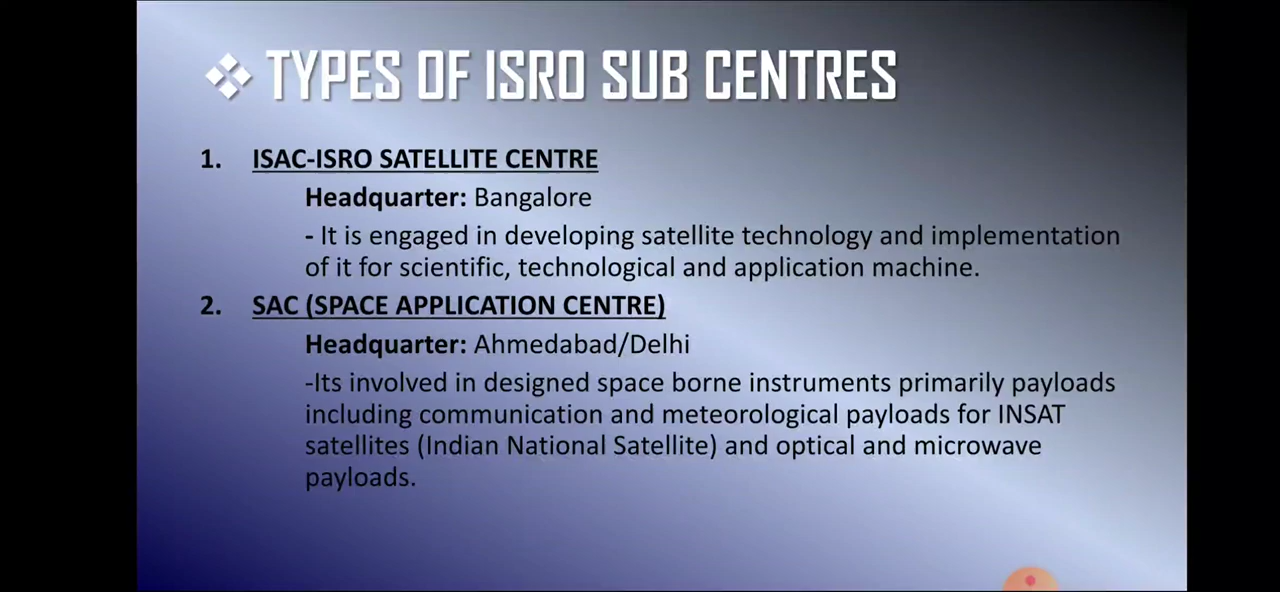 ❖ TYPES OF ISRO SUB CENTRES
1. ISAC-ISRO SATELLITE CENTRE
Headquarter: Bangalore
- It is engaged in developing satellite technology and implementation
of it for scientific, technological and application machine.
2. SAC (SPACE APPLICATION CENTRE)
Headquarter: Ahmedabad/Delhi
-Its involved in designed space borne instruments primarily payloads
including communication and meteorological payloads for INSAT
satellites (Indian National Satellite) and optical and microwave
payloads.